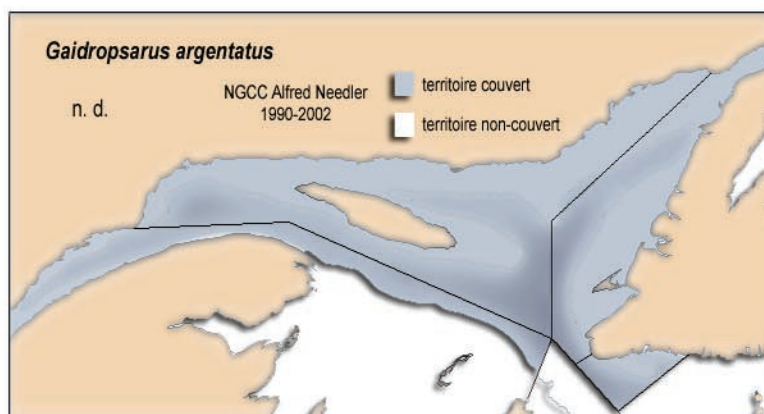 Gaidropsarus argentatus
n. d.
NGCC Alfred Needler
1990-2002
territoire couvert
territoire non-couvert